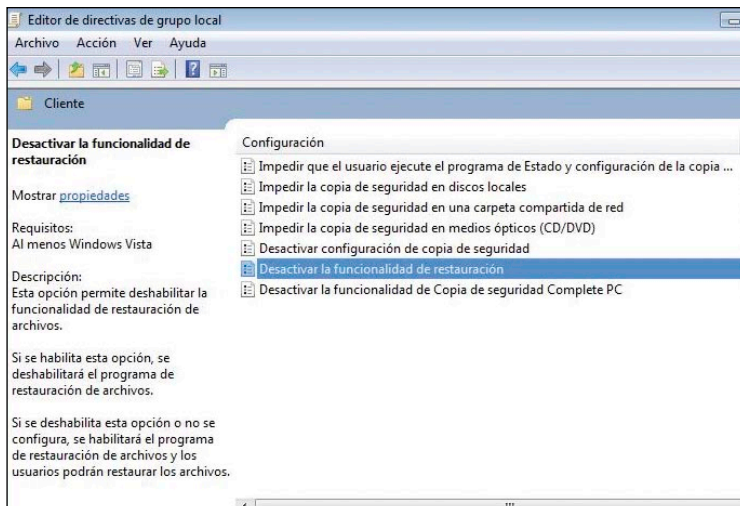 Editor de directivas de grupo local
Archivo Acción Ver Ayuda
Cliente
Desactivar la funcionalidad de
restauración
Mostrar propiedades
Requisitos:
Al menos Windows Vista
Descripción:
Esta opción permite deshabilitar la
funcionalidad de restauración de
archivos.
Si se habilita esta opción, se
deshabilitará el programa de
restauración de archivos.
Si se deshabilita esta opción o no se
configura, se habilitará el programa
de restauración de archivos y los
usuarios podrán restaurar los archivos.
Configuración
Impedir que el usuario ejecute el programa de Estado y configuración de la copia ...
Impedir la copia de seguridad en discos locales
Impedir la copia de seguridad en una carpeta compartida de red
Impedir la copia de seguridad en medios ópticos (CD/DVD)
Desactivar configuración de copia de seguridad
Desactivar la funcionalidad de restauración
Desactivar la funcionalidad de Copia de seguridad Complete PC